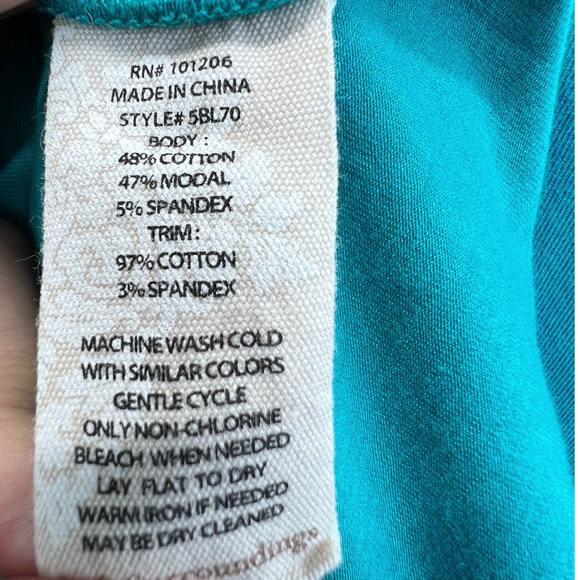 RN# 101206
MADE IN CHINA
STYLE# 5BL70
BODY :
48% COTTON
47% MODAL
5% SPANDEX
TRIM :
97% COTTON
3% SPANDEX
MACHINE WASH COLD
WITH SIMILAR COLORS
GENTLE CYCLE
ONLY NON-CHLORINE
BLEACH WHEN NEEDED
LAY FLAT TO DRY
WARM IRON IF NEEDED
MAY BE DRY CLEANED